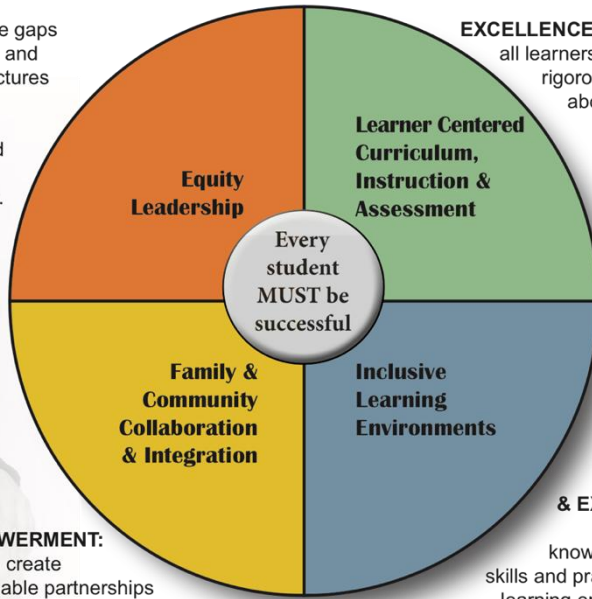 e gaps
and
ctures
d
EXCELLENCE
all learners
rigoro
abo
Equity
Leadership
Learner Centered
Curriculum,
Instruction &
Assessment
Every
student
MUST be
successful
Family &
Community
Collaboration
& Integration
Inclusive
Learning
Environments
WERMENT:
create
able partnerships
& EX
know
skills and pra